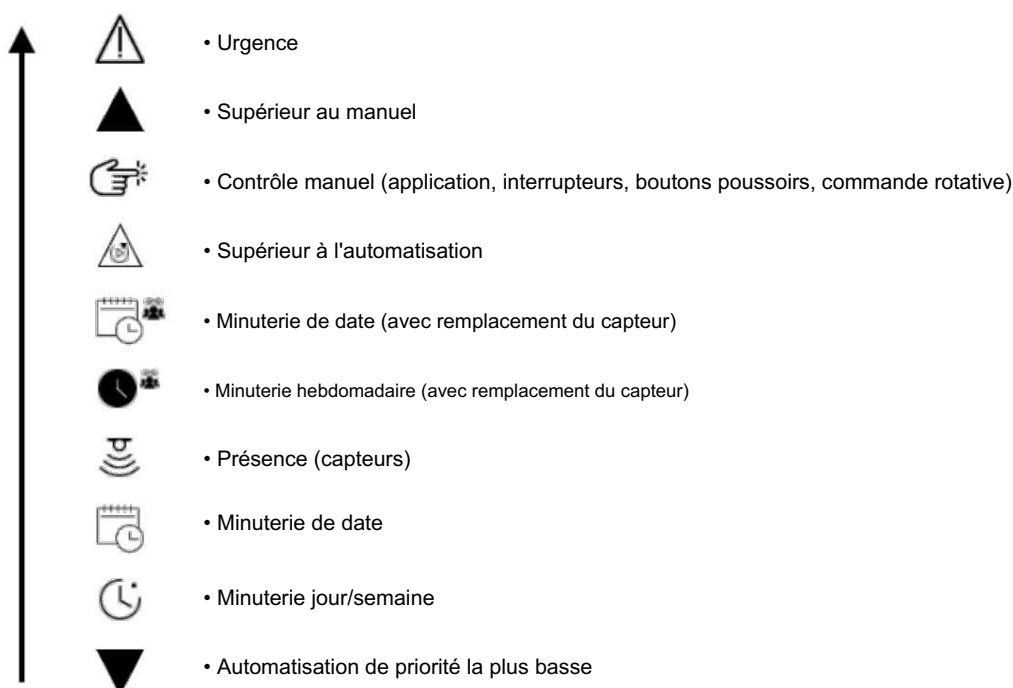 • Urgence
• Supérieur au manuel
• Contrôle manuel (application, interrupteurs, boutons poussoirs, commande rotative)
• Supérieur à l'automatisation
• Minuterie de date (avec remplacement du capteur)
• Minuterie hebdomadaire (avec remplacement du capteur)
• Présence (capteurs)
• Minuterie de date
• Minuterie jour/semaine
• Automatisation de priorité la plus basse